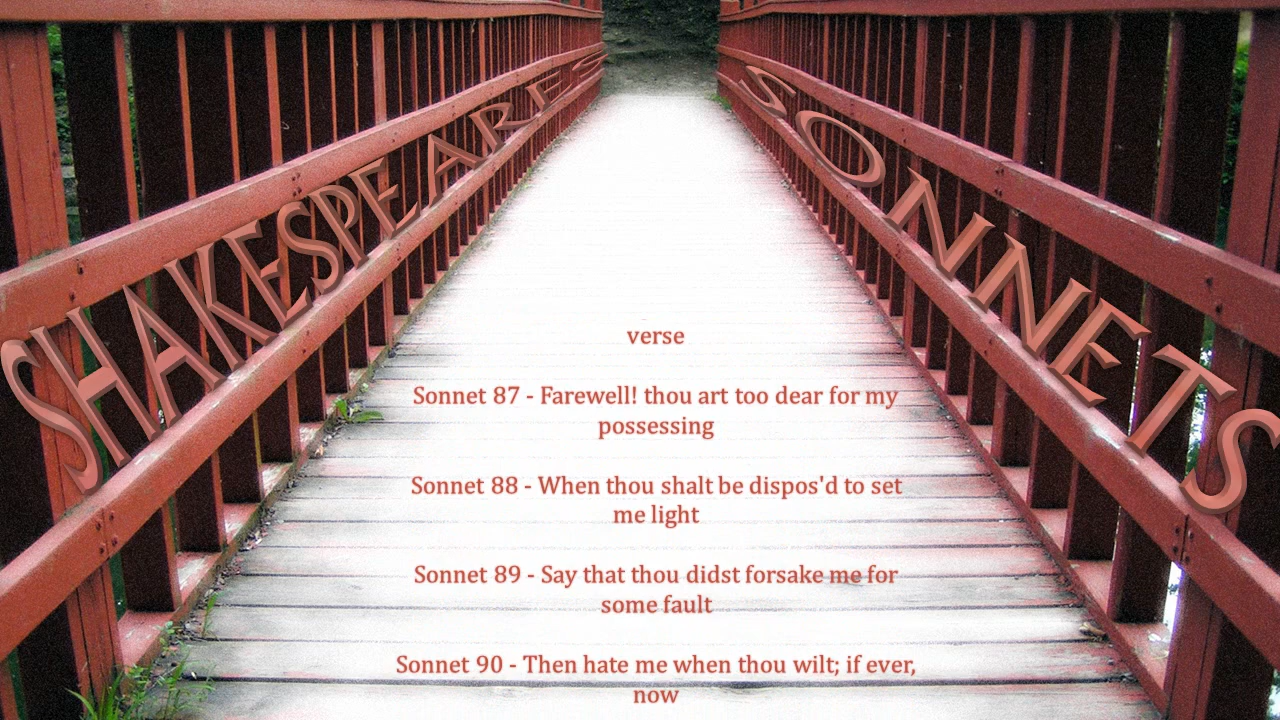 SHAKESPEARE'S
SONNETS
verse
Sonnet 87 - Farewell! thou art too dear for my
possessing
Sonnet 88 - When thou shalt be dispos'd to set
me light
Sonnet 89 - Say that thou didst forsake me for
some fault
Sonnet 90 - Then hate me when thou wilt; if ever,
now